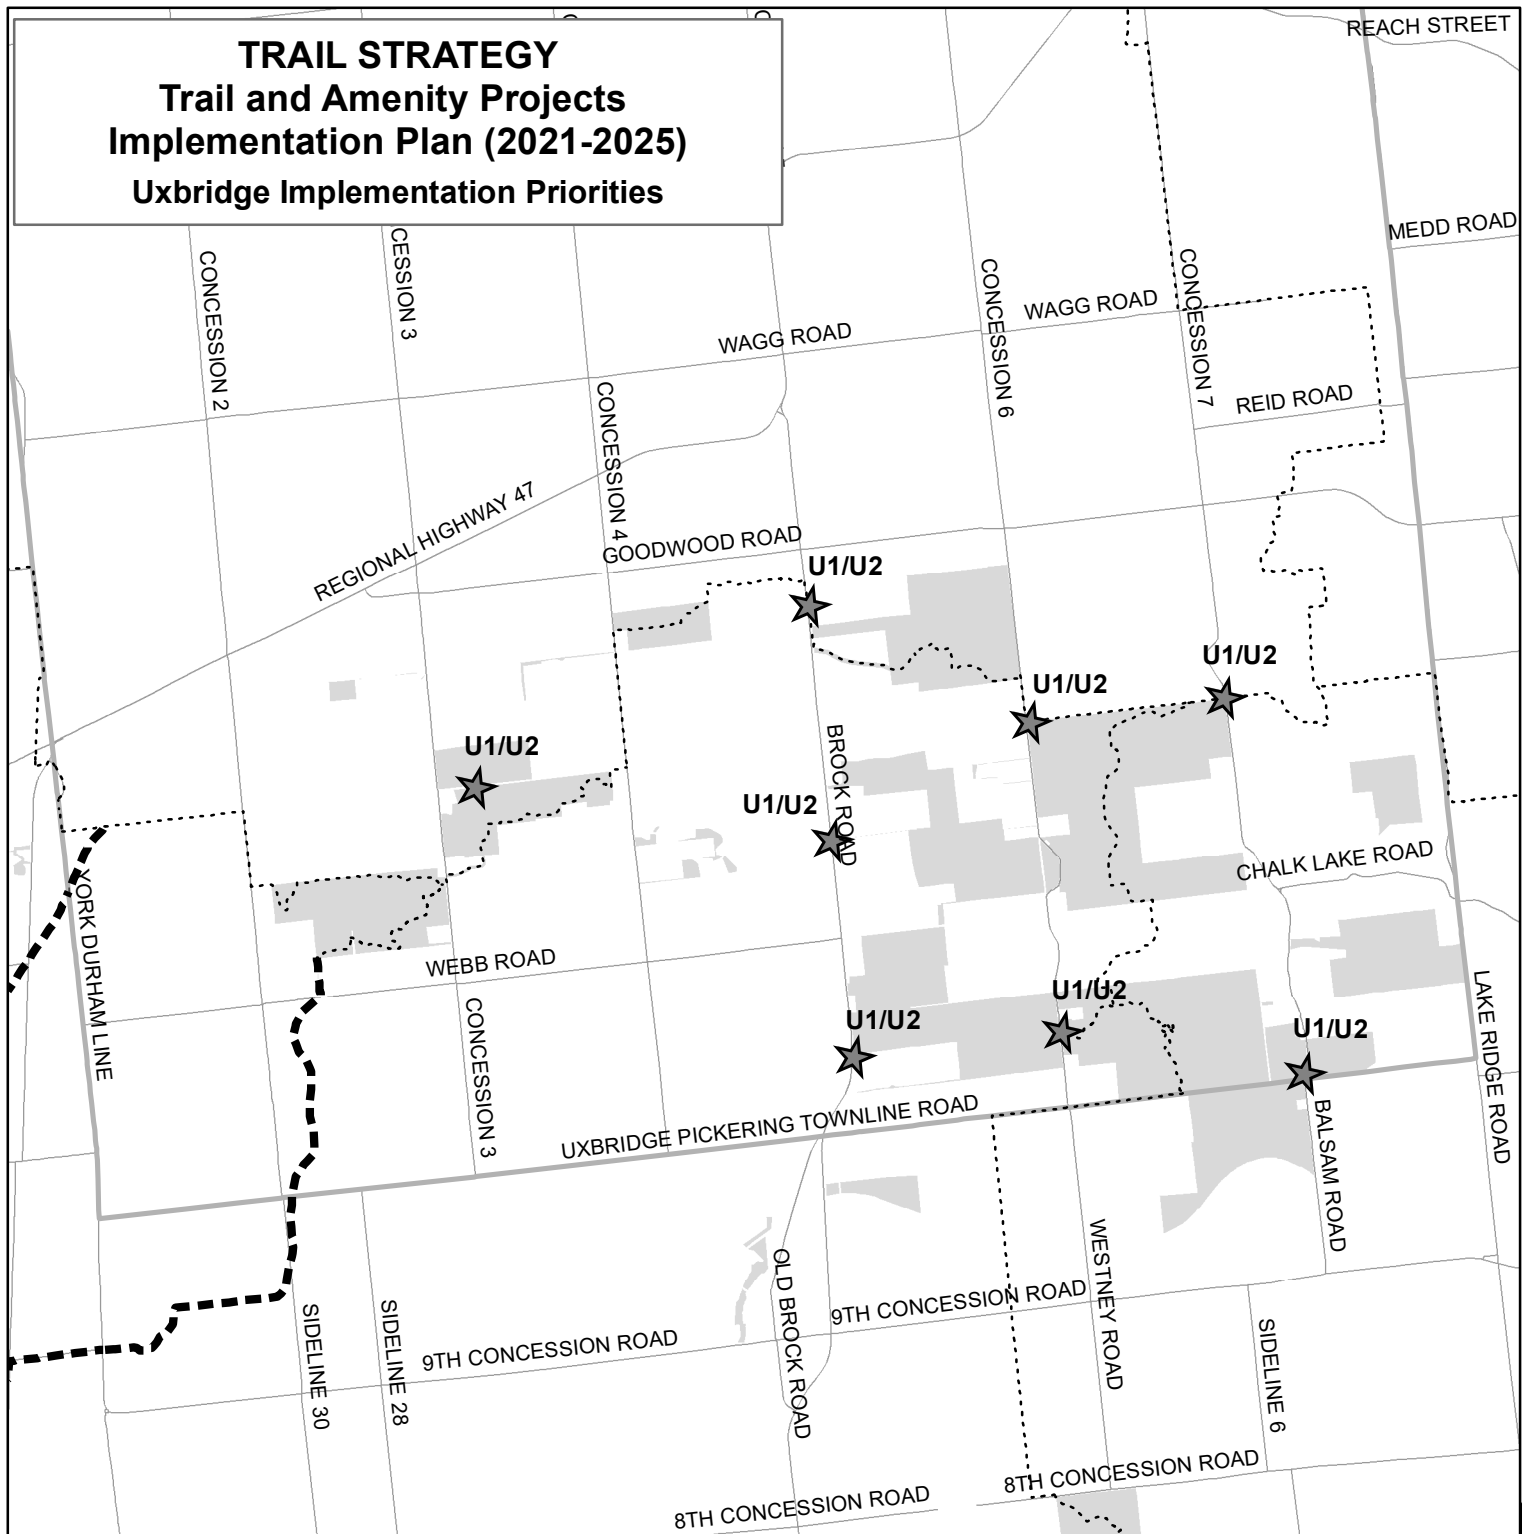 TRAIL STRATEGY
Trail and Amenity Projects
Implementation Plan (2021-2025)
Uxbridge Implementation Priorities
REACH STREET
MEDD ROAD
CONCESSION 2
CESSION 3
CONCESSION 6
CONCESSION 7
WAGG ROAD
WAGG ROAD
REID ROAD
CONCESSION 4
REGIONAL HIGHWAY 47
GOODWOOD ROAD
U1/U2
U1/U2
U1/U2
U1/U2
BROCK ROAD
U1/U2
CHALK LAKE ROAD
YORK DURHAM LINE
WEBB ROAD
CONCESSION 3
U1/U2
U1/U2
U1/U2
LAKE RIDGE ROAD
UXBRIDGE PICKERING TOWNLINE ROAD
BALSAM ROAD
WESTNEY ROAD
OLD BROCK ROAD
9TH CONCESSION ROAD
9TH CONCESSION ROAD
SIDELINE 30
SIDELINE 28
SIDELINE 6
8TH CONCESSION ROAD
8TH CONCESSION ROAD